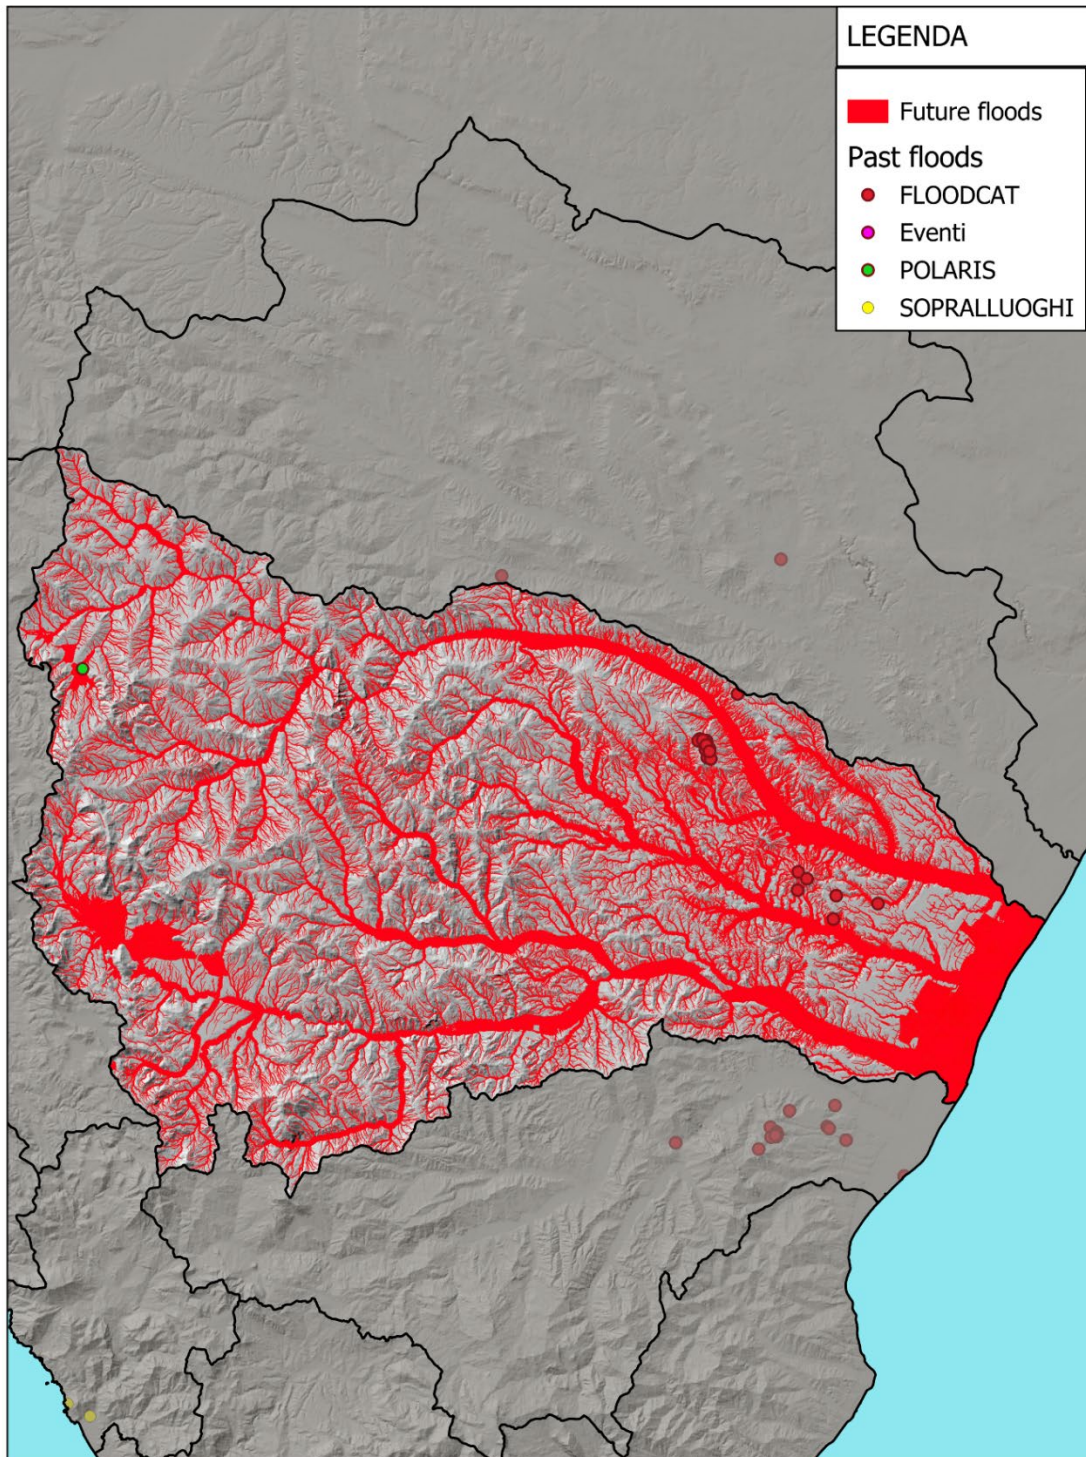 LEGENDA
Future floods
Past floods
FLOODCAT
Eventi
POLARIS
SOPRALLUOGHI